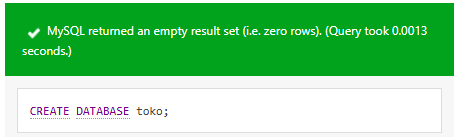 MySQL returned an empty result set (i.e. zero rows). (Query took 0.0013
seconds.)
CREATE DATABASE toko;